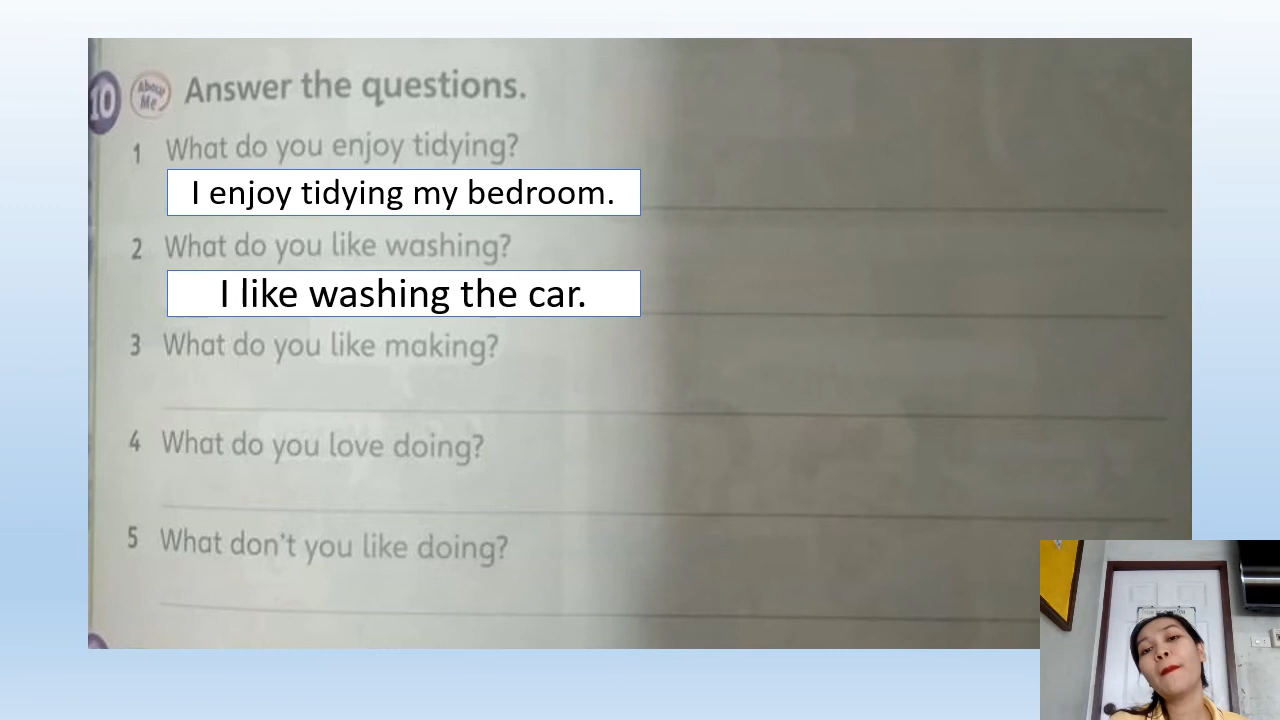 10 About Me Answer the questions.
1 What do you enjoy tidying?
I enjoy tidying my bedroom.
2 What do you like washing?
I like washing the car.
3 What do you like making?
4 What do you love doing?
5 What don't you like doing?